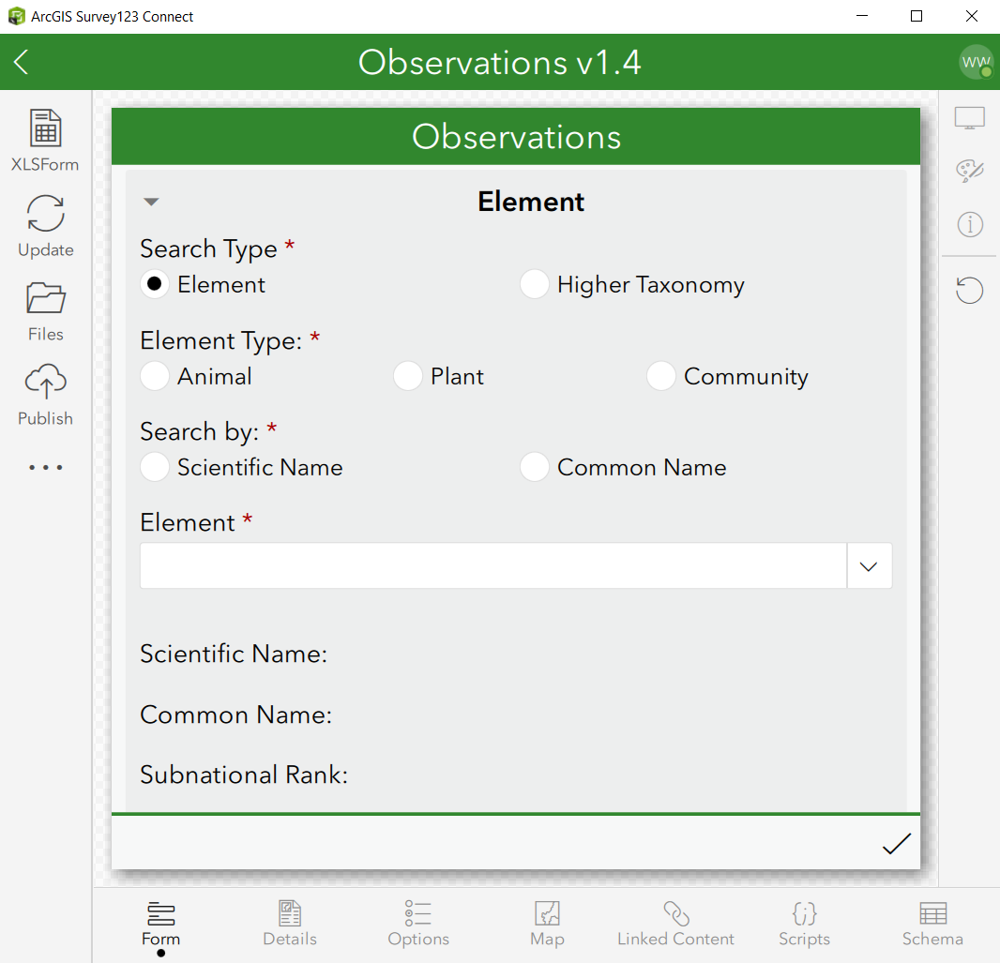 ArcGIS Survey123 Connect
Observations v1.4
WW
XLSForm
Update
Files
Publish
Observations
Element
Search Type *
Element Higher Taxonomy
Element Type: *
Animal Plant Community
Search by: *
Scientific Name Common Name
Element *
Scientific Name:
Common Name:
Subnational Rank:
Form Details Options Map Linked Content Scripts Schema